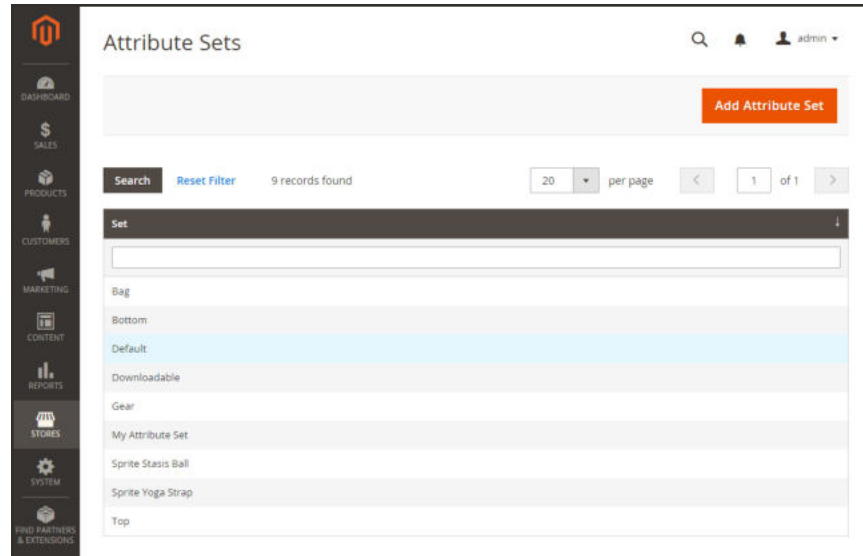 Attribute Sets
admin
DASHBOARD
SALES
PRODUCTS
CUSTOMERS
MARKETING
CONTENT
REPORTS
STORES
SYSTEM
FIND PARTNERS
& EXTENSIONS
Add Attribute Set
Search Reset Filter 9 records found 20 per page 1 of 1
Set
Bag
Bottom
Default
Downloadable
Gear
My Attribute Set
Sprite Stasis Ball
Sprite Yoga Strap
Top